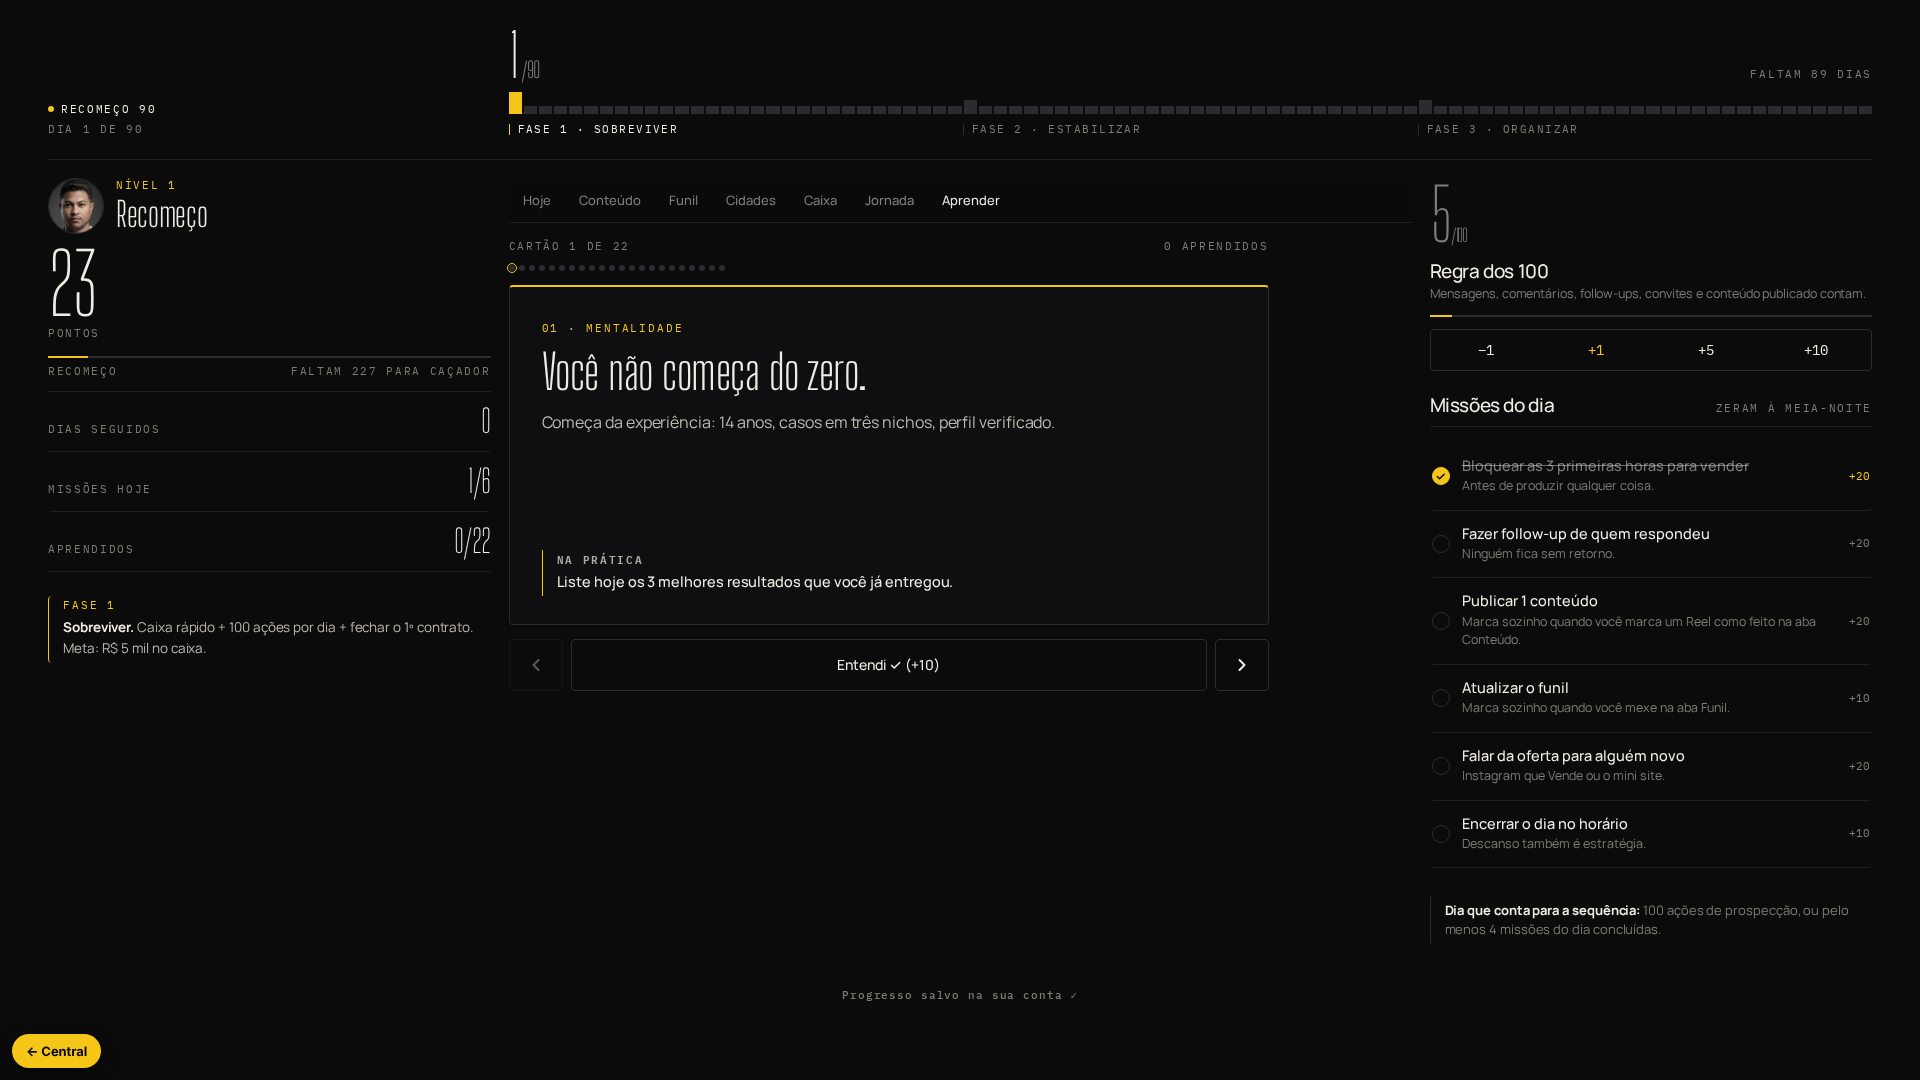 1/90
FALTAM 89 DIAS
RECOMEÇO 90
DIA 1 DE 90
FASE 1 · SOBREVIVER
FASE 2 · ESTABILIZAR
FASE 3 · ORGANIZAR
NÍVEL 1
Recomeço
23
PONTOS
RECOMEÇO
FALTAM 227 PARA CAÇADOR
DIAS SEGUIDOS
0
MISSÕES HOJE
1/6
APRENDIDOS
0/22
FASE 1
Sobreviver. Caixa rápido + 100 ações por dia + fechar o 1º contrato.
Meta: R$ 5 mil no caixa.
Hoje
Conteúdo
Funil
Cidades
Caixa
Jornada
Aprender
CARTÃO 1 DE 22
0 APRENDIDOS
01 · MENTALIDADE
Você não começa do zero.
Começa da experiência: 14 anos, casos em três nichos, perfil verificado.
NA PRÁTICA
Liste hoje os 3 melhores resultados que você já entregou.
Entendi ✓ (+10)
5/100
Regra dos 100
Mensagens, comentários, follow-ups, convites e conteúdo publicado contam.
−1
+1
+5
+10
Missões do dia
ZERAM À MEIA-NOITE
Bloquear as 3 primeiras horas para vender
Antes de produzir qualquer coisa.
+20
Fazer follow-up de quem respondeu
Ninguém fica sem retorno.
+20
Publicar 1 conteúdo
Marca sozinho quando você marca um Reel como feito na aba
Conteúdo.
+20
Atualizar o funil
Marca sozinho quando você mexe na aba Funil.
+10
Falar da oferta para alguém novo
Instagram que Vende ou o mini site.
+20
Encerrar o dia no horário
Descanso também é estratégia.
+10
Dia que conta para a sequência: 100 ações de prospecção, ou pelo
menos 4 missões do dia concluídas.
Progresso salvo na sua conta ✓
← Central